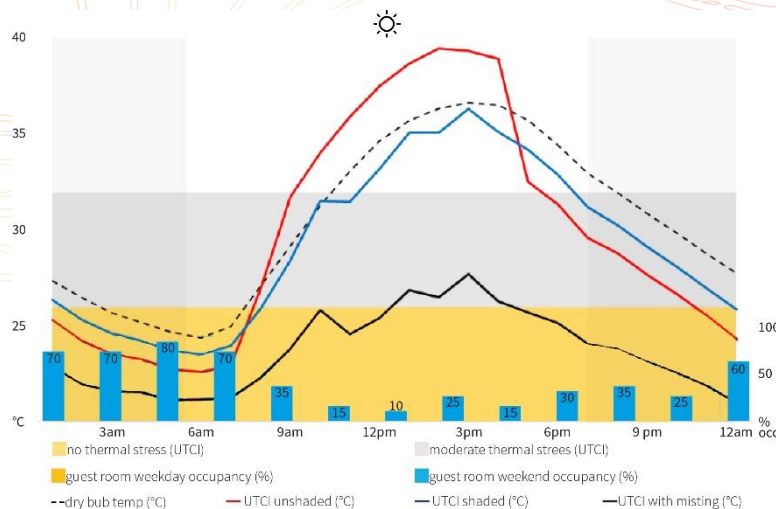 40
35
30
25
°C
100
50
%
occ
70
70
80
70
35
15
10
25
15
30
35
25
60
3am
6am
9am
12pm
3pm
6pm
9 pm
12am
no thermal stress (UTCI)
moderate thermal strees (UTCI)
guest room weekday occupancy (%)
guest room weekend occupancy (%)
dry bub temp (°C)
UTCI unshaded (°C)
UTCI shaded (°C)
UTCI with misting (°C)